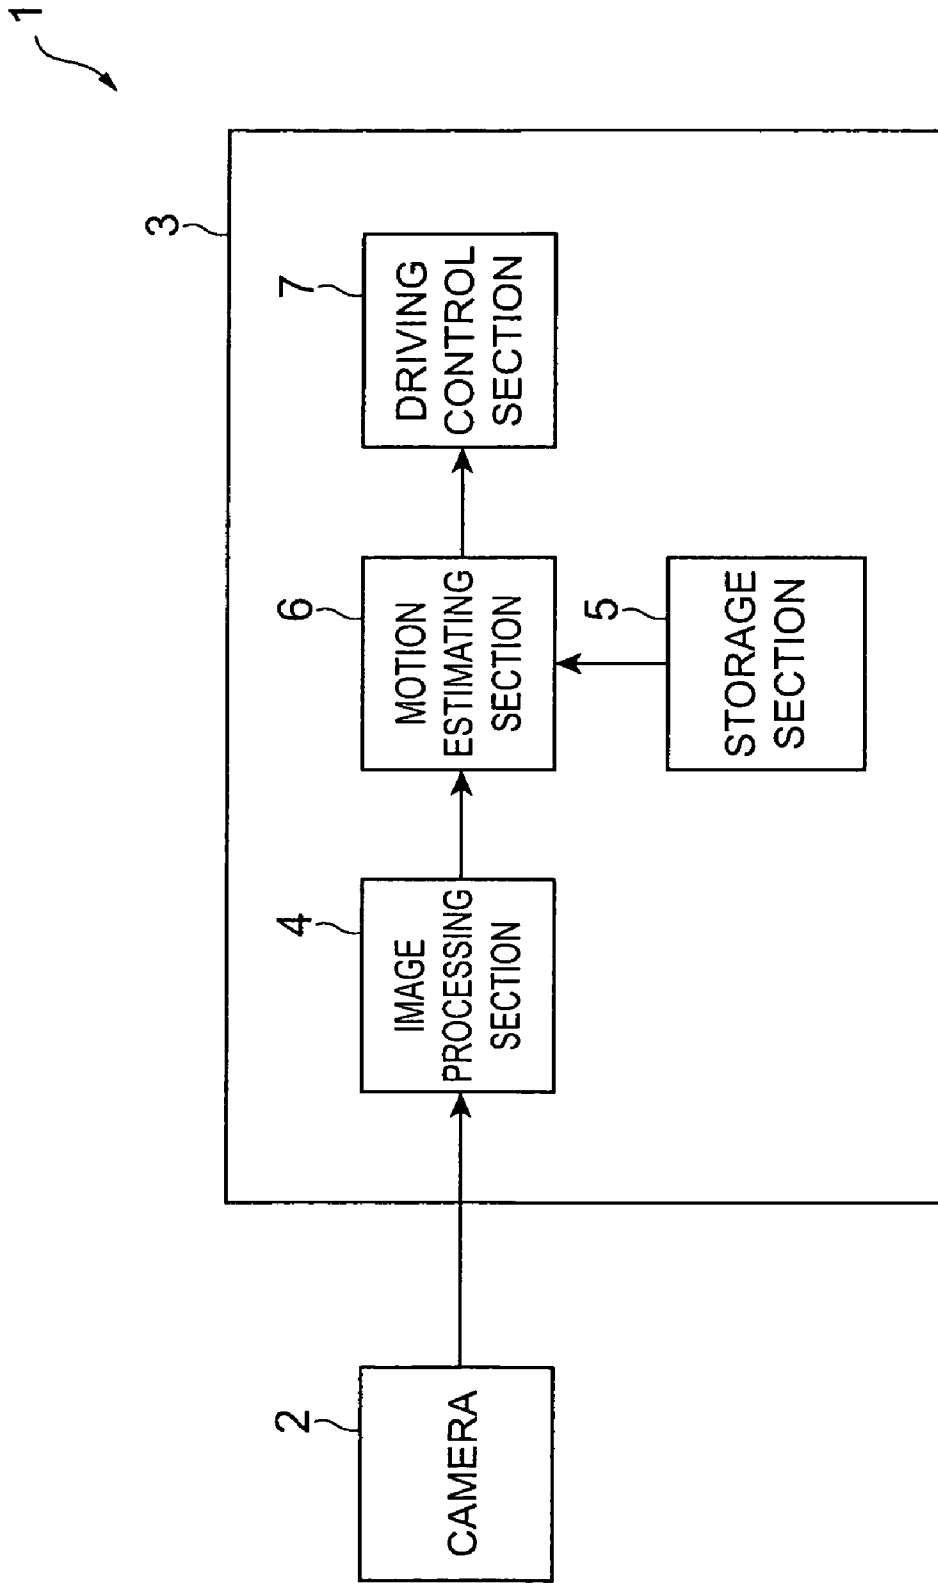 1
3
2
CAMERA
4
IMAGE
PROCESSING
SECTION
6
MOTION
ESTIMATING
SECTION
7
DRIVING
CONTROL
SECTION
5
STORAGE
SECTION